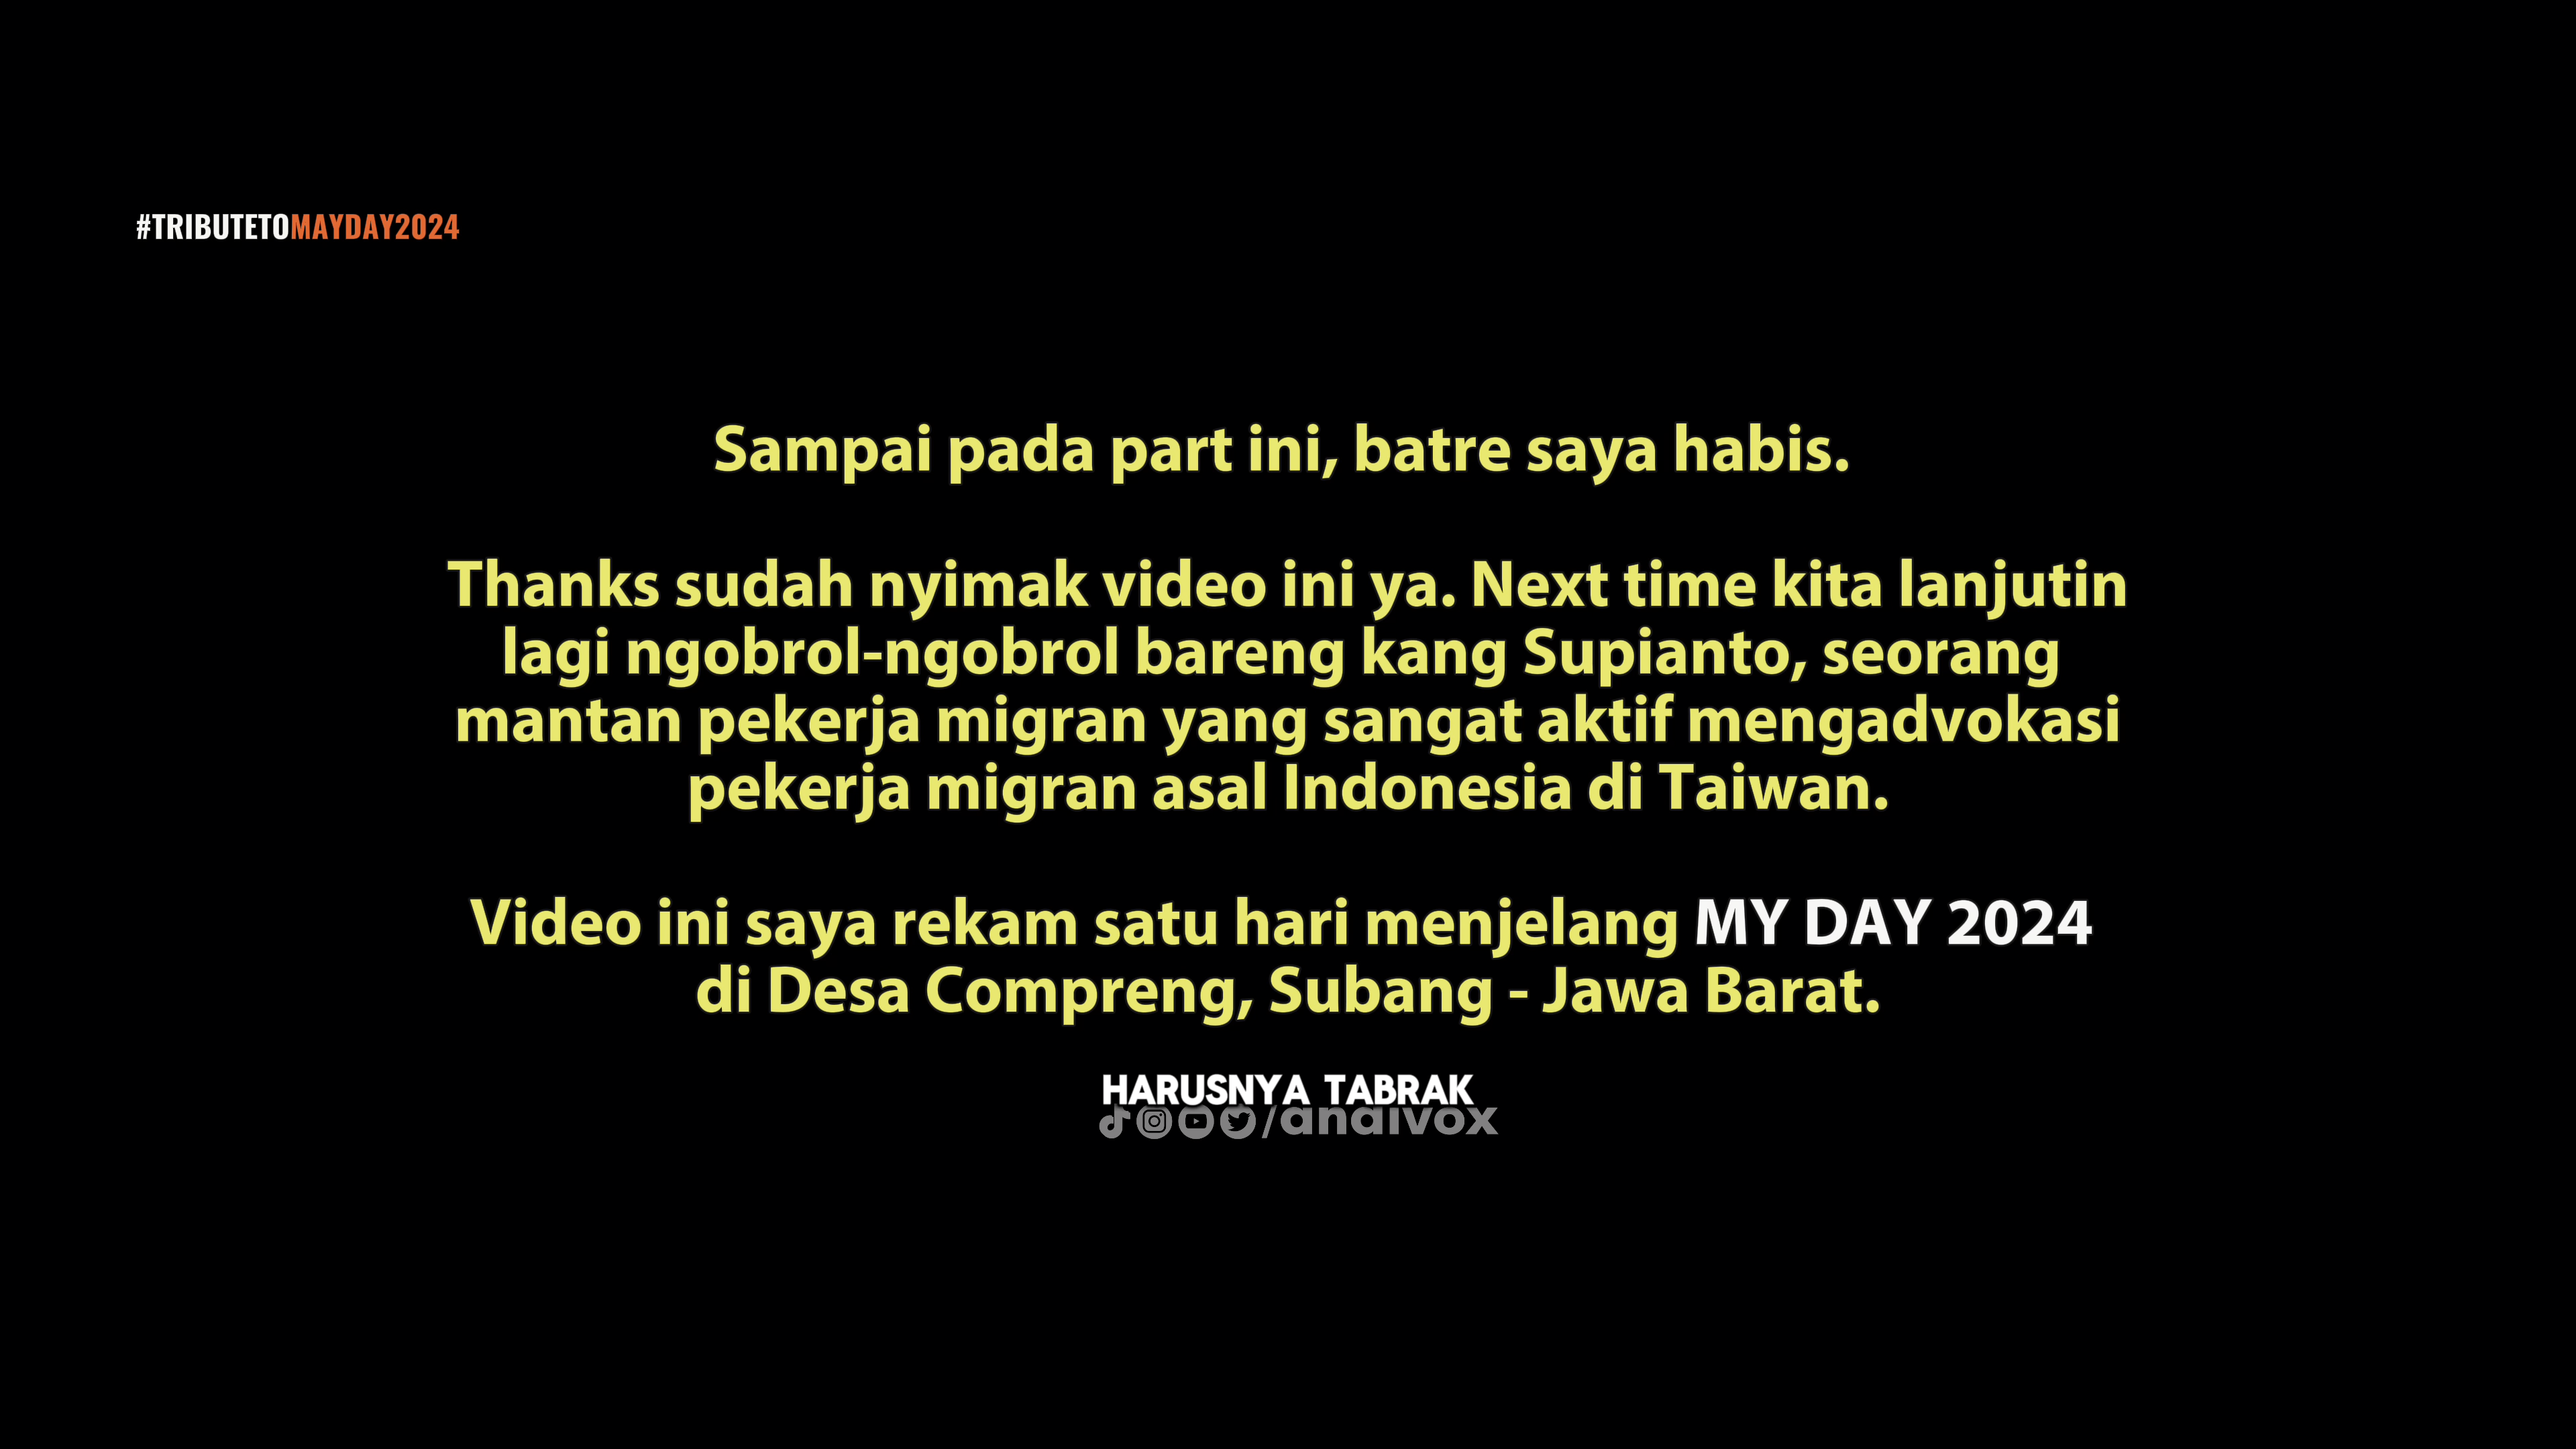 #TRIBUTETOMAYDAY2024
Sampai pada part ini, batre saya habis.
Thanks sudah nyimak video ini ya. Next time kita lanjutin
lagi ngobrol-ngobrol bareng kang Supianto, seorang
mantan pekerja migran yang sangat aktif mengadvokasi
pekerja migran asal Indonesia di Taiwan.
Video ini saya rekam satu hari menjelang MY DAY 2024
di Desa Compreng, Subang - Jawa Barat.
HARUSNYA TABRAK
/andivox